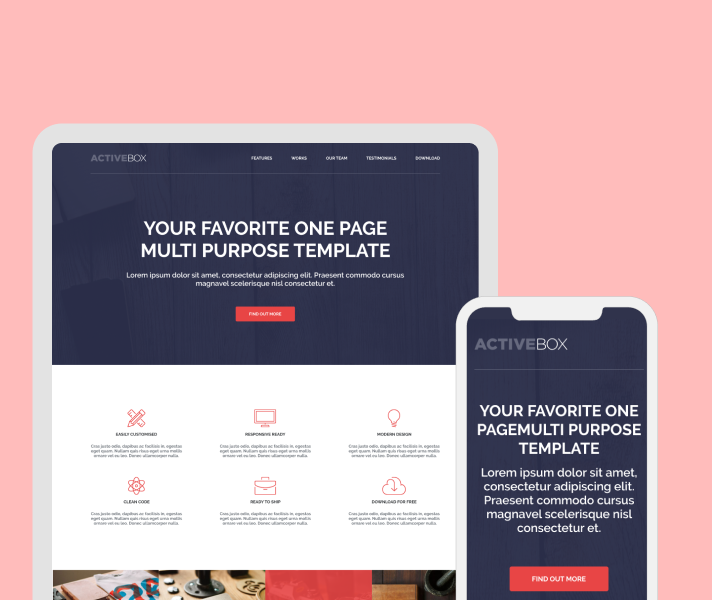 ACTIVEBOX
FEATURES WORKS OUR TEAM TESTIMONIALS DOWNLOAD
YOUR FAVORITE ONE PAGE
MULTI PURPOSE TEMPLATE
Lorem ipsum dolor sit amet, consectetur adipiscing elit. Praesent commodo cursus
magnavel scelerisque nisl consectetur et.
FIND OUT MORE
EASILY CUSTOMISED
Cras justo odio, dapibus ac facilisis in, egestas
eget quam. Nullam quis risus eget urna mollis
ornare vel eu leo. Donec ullamcorper nulla.
RESPONSIVE READY
Cras justo odio, dapibus ac facilisis in, egestas
eget quam. Nullam quis risus eget urna mollis
ornare vel eu leo. Donec ullamcorper nulla.
MODERN DESIGN
Cras justo odio, dapibus ac facilisis in, egestas
eget quam. Nullam quis risus eget urna mollis
ornare vel eu leo. Donec ullamcorper nulla.
CLEAN CODE
Cras justo odio, dapibus ac facilisis in, egestas
eget quam. Nullam quis risus eget urna mollis
ornare vel eu leo. Donec ullamcorper nulla.
READY TO SHIP
Cras justo odio, dapibus ac facilisis in, egestas
eget quam. Nullam quis risus eget urna mollis
ornare vel eu leo. Donec ullamcorper nulla.
DOWNLOAD FOR FREE
Cras justo odio, dapibus ac facilisis in, egestas
eget quam. Nullam quis risus eget urna mollis
ornare vel eu leo. Donec ullamcorper nulla.
ACTIVEBOX
YOUR FAVORITE ONE
PAGEMULTI PURPOSE
TEMPLATE
Lorem ipsum dolor sit amet,
consectetur adipiscing elit.
Praesent commodo cursus
magnavel scelerisque nisl
consectetur et.
FIND OUT MORE